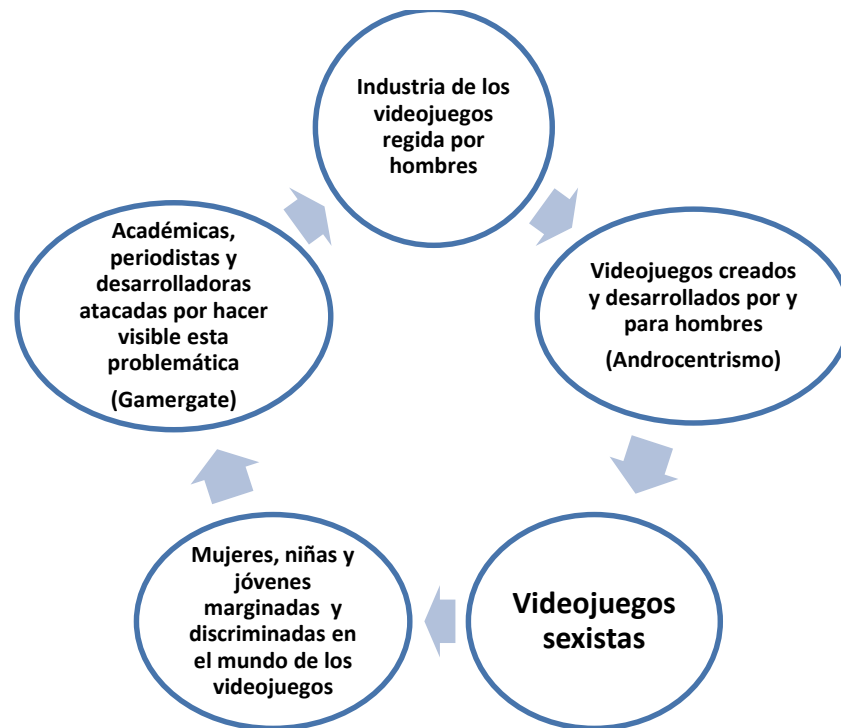 Industria de los
videojuegos
regida por
hombres
Videojuegos creados
y desarrollados por y
para hombres
(Androcentrismo)
Videojuegos
sexistas
Mujeres, niñas y
jóvenes
marginadas y
discriminadas en
el mundo de los
videojuegos
Académicas,
periodistas y
desarrolladoras
atacadas por hacer
visible esta
problemática
(Gamergate)